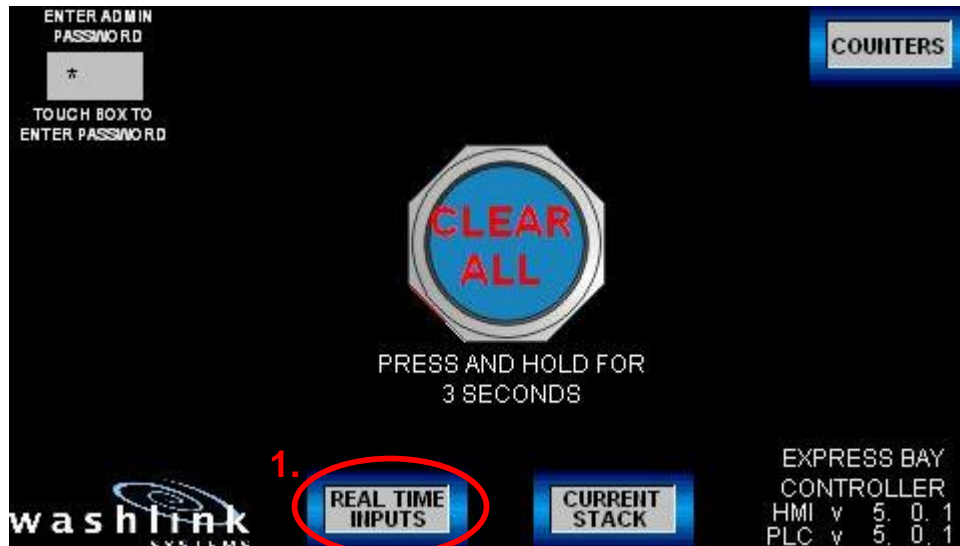 ENTER ADMIN
PASSWORD
*
TOUCH BOX TO
ENTER PASSWORD
COUNTERS
CLEAR
ALL
PRESS AND HOLD FOR
3 SECONDS
1.
REAL TIME
INPUTS
CURRENT
STACK
washlink
SYSTEMS
EXPRESS BAY
CONTROLLER
HMI v 5. 0. 1
PLC v 5. 0. 1